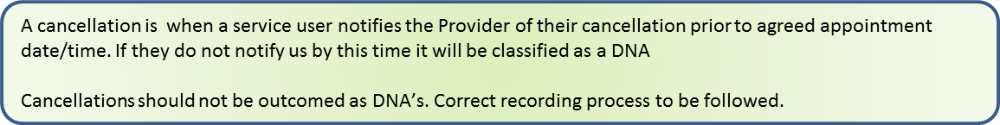 A cancellation is  when a service user notifies the Provider of their cancellation prior to agreed appointment
date/time. If they do not notify us by this time it will be classified as a DNA
Cancellations should not be outcomed as DNA’s. Correct recording process to be followed.